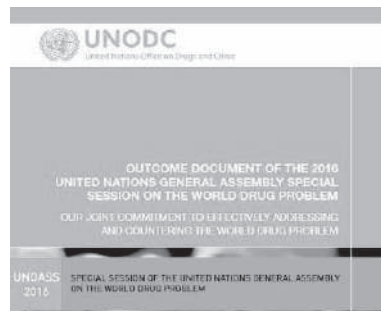 UNODC
United Nations Office on Drugs and Crime
OUTCOME DOCUMENT OF THE 2016
UNITED NATIONS GENERAL ASSEMBLY SPECIAL
SESSION ON THE WORLD DRUG PROBLEM
OUR JOINT COMMITMENT TO EFFECTIVELY ADDRESSING
AND COUNTERING THE WORLD DRUG PROBLEM
UNGASS
2016
SPECIAL SESSION OF THE UNITED NATIONS GENERAL ASSEMBLY
ON THE WORLD DRUG PROBLEM